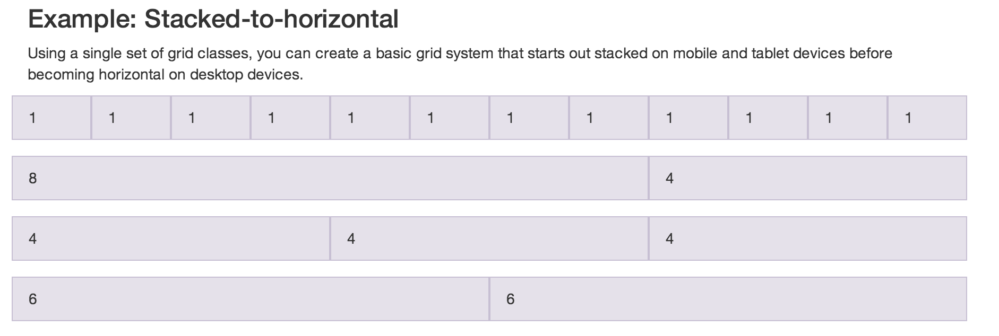 Example: Stacked-to-horizontal
Using a single set of grid classes, you can create a basic grid system that starts out stacked on mobile and tablet devices before
becoming horizontal on desktop devices.
1 1 1 1 1 1 1 1 1 1 1 1
8 4
4 4 4
6 6